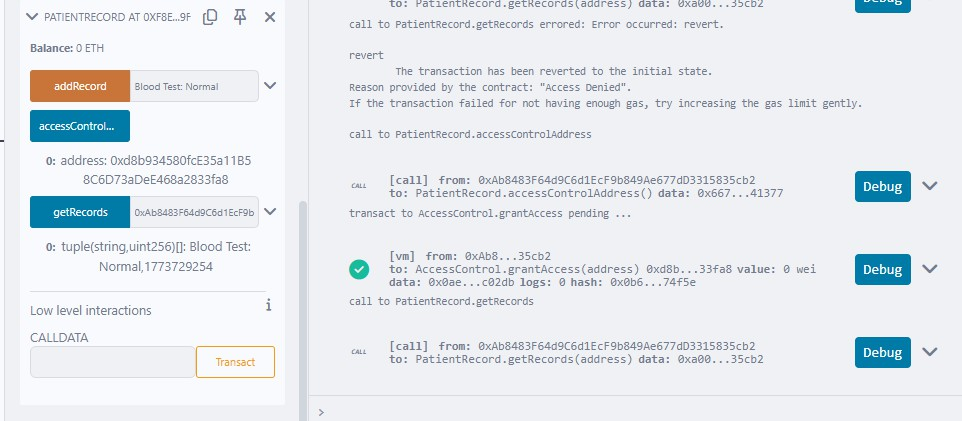 PATIENTRECORD AT 0XF8E...9F
Balance: 0 ETH
addRecord
Blood Test: Normal
accessControl...
0: address: 0xd8b934580fcE35a11B5
8C6D73aDeE468a2833fa8
getRecords
0xAb8483F64d9C6d1EcF9b
0: tuple(string,uint256)[]: Blood Test:
Normal,1773729254
Low level interactions
i
CALLDATA
Transact
to: PatientRecord.getRecords(address) data: 0xa00...35cb2
Debug
call to PatientRecord.getRecords errored: Error occurred: revert.
revert
The transaction has been reverted to the initial state.
Reason provided by the contract: "Access Denied".
If the transaction failed for not having enough gas, try increasing the gas limit gently.
call to PatientRecord.accessControlAddress
CALL
[call] from: 0xAb8483F64d9C6d1EcF9b849Ae677dD3315835cb2
to: PatientRecord.accessControlAddress() data: 0x667...41377
Debug
transact to AccessControl.grantAccess pending ...
[vm] from: 0xAb8...35cb2
to: AccessControl.grantAccess(address) 0xd8b...33fa8 value: 0 wei
data: 0x0ae...c02db logs: 0 hash: 0x0b6...74f5e
Debug
call to PatientRecord.getRecords
CALL
[call] from: 0xAb8483F64d9C6d1EcF9b849Ae677dD3315835cb2
to: PatientRecord.getRecords(address) data: 0xa00...35cb2
Debug
>